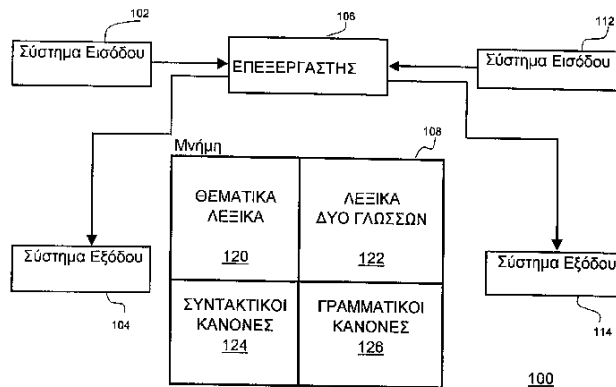 102
106
112
Σύστημα Εισόδου
ΕΠΕΞΕΡΓΑΣΤΗΣ
Σύστημα Εισόδου
Μνήμη
108
ΘΕΜΑΤΙΚΑ
ΛΕΞΙΚΑ
120
ΛΕΞΙΚΑ
ΔΥΟ ΓΛΩΣΣΩΝ
122
Σύστημα Εξόδου
104
Σύστημα Εξόδου
114
ΣΥΝΤΑΚΤΙΚΟΙ
ΚΑΝΟΝΕΣ
124
ΓΡΑΜΜΑΤΙΚΟΙ
ΚΑΝΟΝΕΣ
126
100